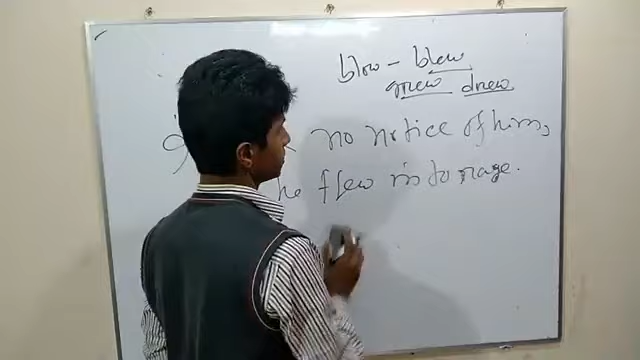 blow - blew
grew drew
no notice of him,
he flew into rage.